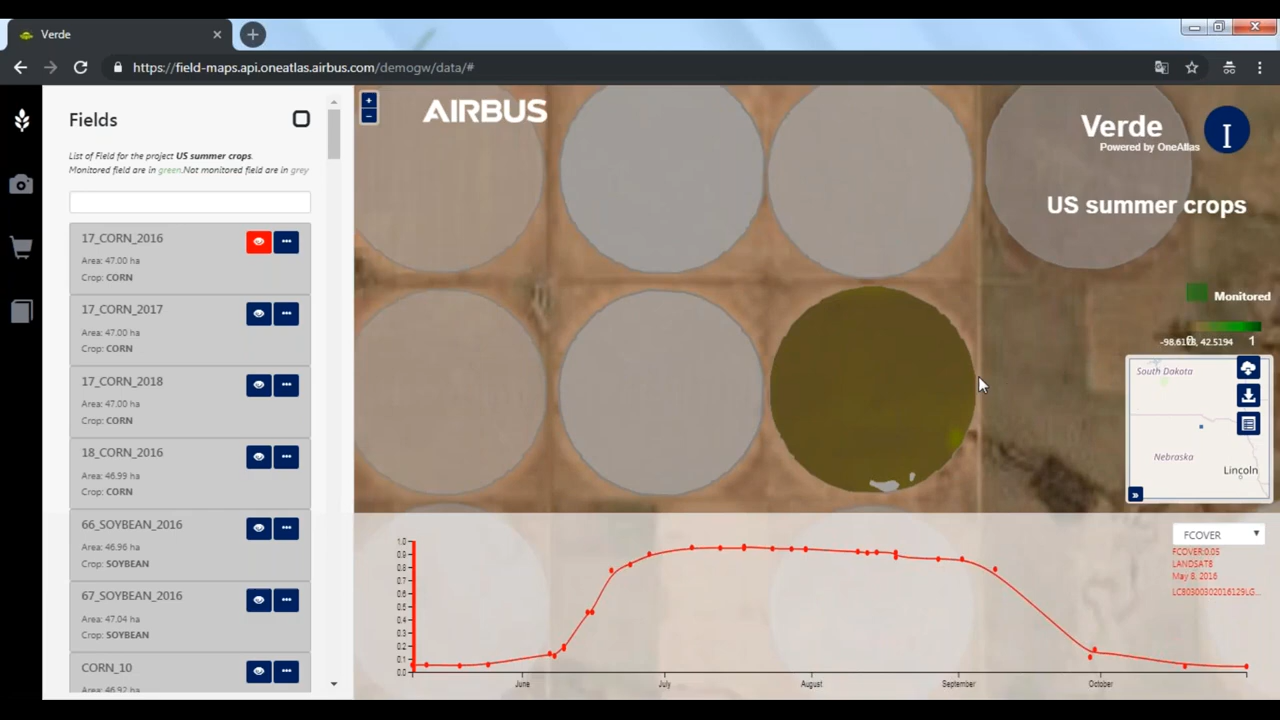 Verde
https://field-maps.api.oneatlas.airbus.com/demogw/data/#
Fields
List of Field for the project US summer crops.
Monitored field are in green.Not monitored field are in grey
17_CORN_2016
Area: 47.00 ha
Crop: CORN
17_CORN_2017
Area: 47.00 ha
Crop: CORN
17_CORN_2018
Area: 47.00 ha
Crop: CORN
18_CORN_2016
Area: 46.99 ha
Crop: CORN
66_SOYBEAN_2016
Area: 46.96 ha
Crop: SOYBEAN
67_SOYBEAN_2016
Area: 47.04 ha
Crop: SOYBEAN
CORN_10
Area: 46.92 ha
+
-
AIRBUS
Verde
Powered by OneAtlas
US summer crops
Monitored
0 1
South Dakota
Nebraska
Lincoln
»
FCOVER
FCOVER:0.05
LANDSAT8
May 8, 2016
LC80300302016129LG...
1.0
0.9
0.8
0.7
0.6
0.5
0.4
0.3
0.2
0.1
0.0
June July August September October